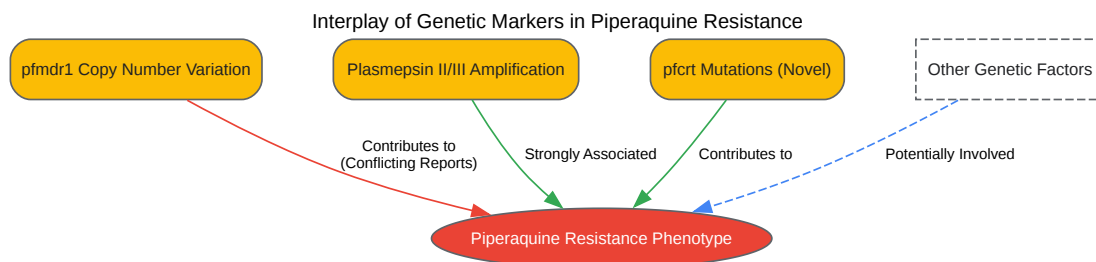 Interplay of Genetic Markers in Piperaquine Resistance
pfmdr1 Copy Number Variation
Plasmepsin II/III Amplification
pfcrt Mutations (Novel)
Other Genetic Factors
Contributes to
(Conflicting Reports)
Strongly Associated
Contributes to
Potentially Involved
Piperaquine Resistance Phenotype